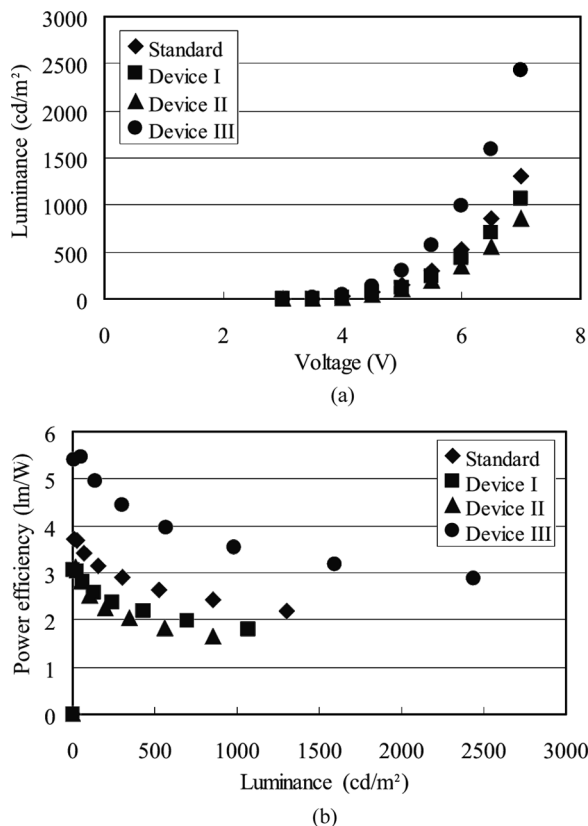 3000
2500
2000
1500
1000
500
0
Luminance (cd/m²)
Standard
Device I
Device II
Device III
0 2 4 6 8
Voltage (V)
(a)
6
5
4
3
2
1
0
Power efficiency (lm/W)
Standard
Device I
Device II
Device III
0 500 1000 1500 2000 2500 3000
Luminance (cd/m²)
(b)